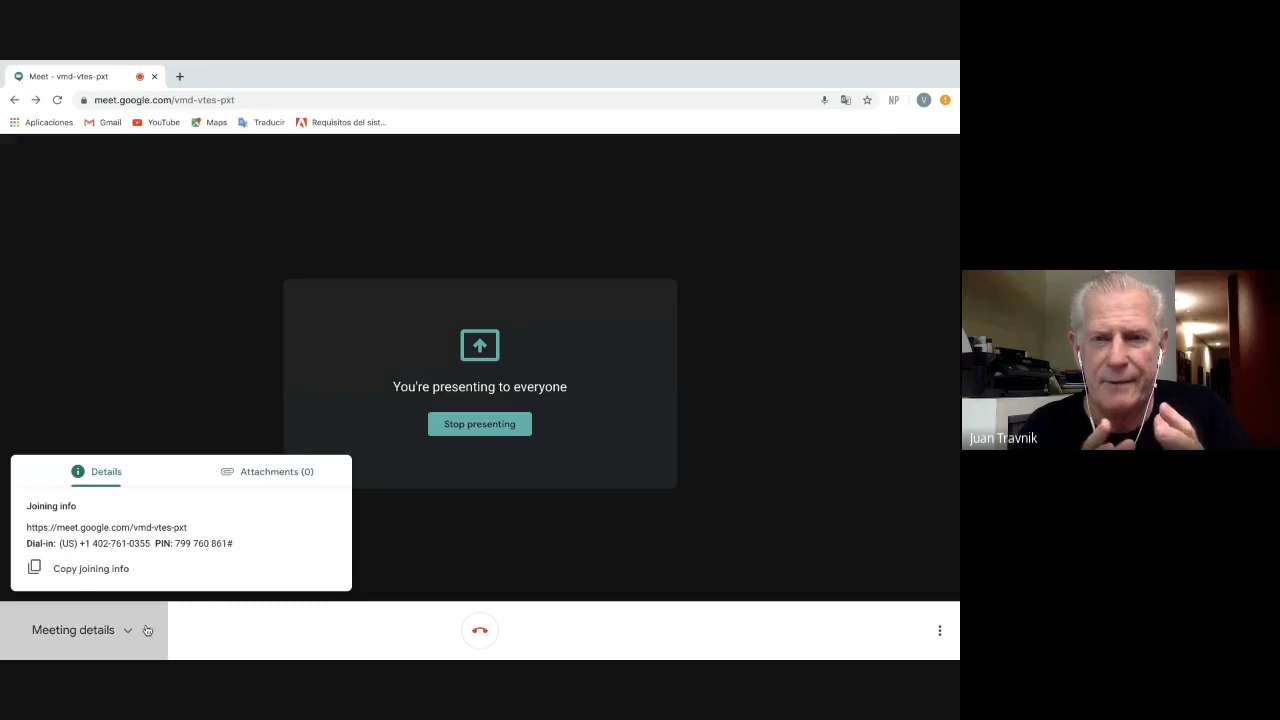 Meet - vmd-vtes-pxt
meet.google.com/vmd-vtes-pxt
NP
V
Aplicaciones
Gmail
YouTube
Maps
Traducir
Requisitos del sist...
You're presenting to everyone
Stop presenting
Details
Attachments (0)
Joining info
https://meet.google.com/vmd-vtes-pxt
Dial-in: (US) +1 402-761-0355 PIN: 799 760 861#
Copy joining info
Meeting details
Juan Travnik